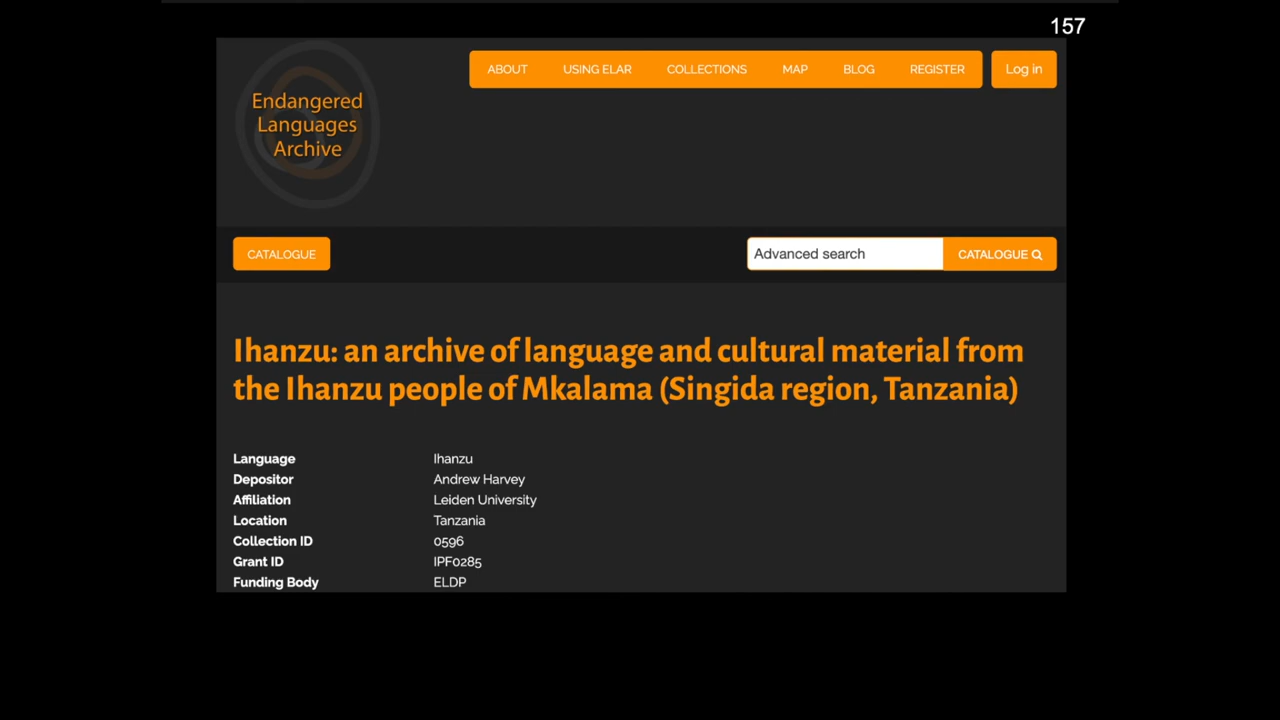 157
ABOUT USING ELAR COLLECTIONS MAP BLOG REGISTER Log in
Endangered
Languages
Archive
CATALOGUE Advanced search CATALOGUE
Ihanzu: an archive of language and cultural material from
the Ihanzu people of Mkalama (Singida region, Tanzania)
Language Ihanzu
Depositor Andrew Harvey
Affiliation Leiden University
Location Tanzania
Collection ID 0596
Grant ID IPF0285
Funding Body ELDP